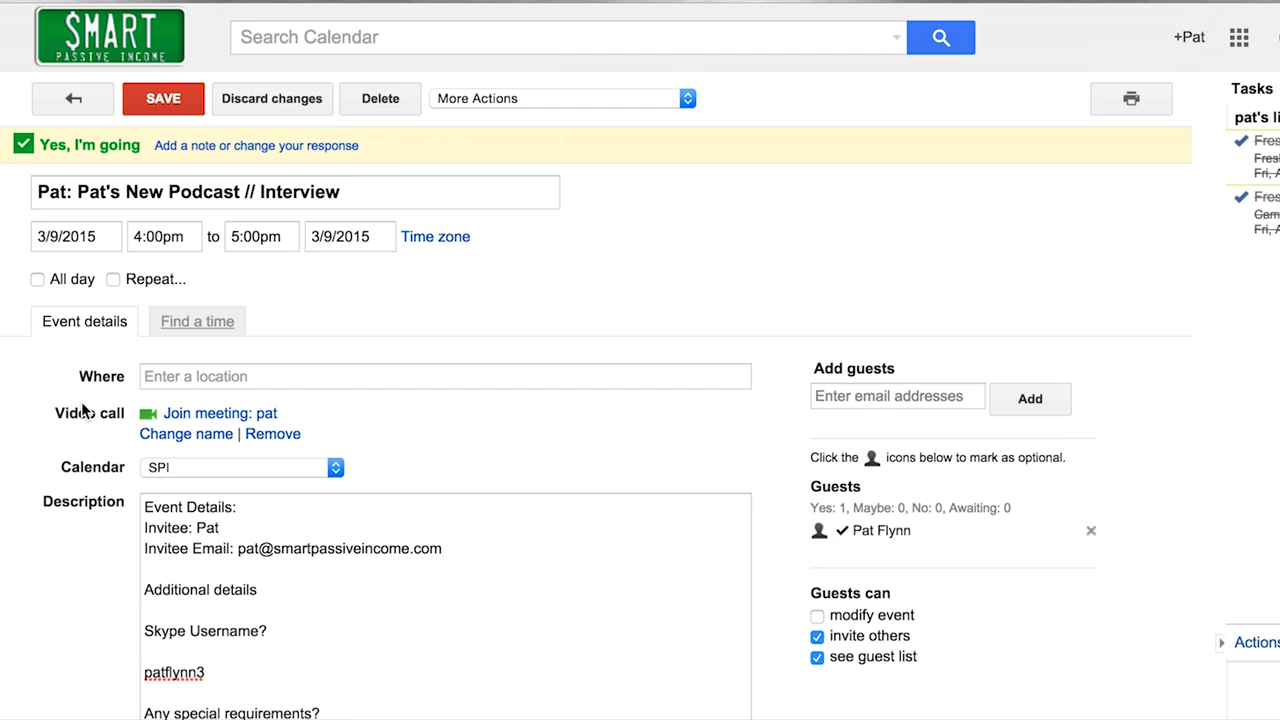 $MART
PASSIVE INCOME
Search Calendar
+Pat
SAVE
Discard changes
Delete
More Actions
Tasks
pat's li
Yes, I'm going
Add a note or change your response
Fres
Fresh
Fri, A
Pat: Pat's New Podcast // Interview
Fres
Cam
Fri, A
3/9/2015 4:00pm to 5:00pm 3/9/2015 Time zone
All day Repeat...
Event details Find a time
Where Enter a location
Video call Join meeting: pat
Change name | Remove
Calendar SPI
Description Event Details:
Invitee: Pat
Invitee Email: pat@smartpassiveincome.com
Additional details
Skype Username?
patflynn3
Any special requirements?
Add guests
Enter email addresses Add
Click the icons below to mark as optional.
Guests
Yes: 1, Maybe: 0, No: 0, Awaiting: 0
Pat Flynn
Guests can
modify event
invite others
see guest list
Actions